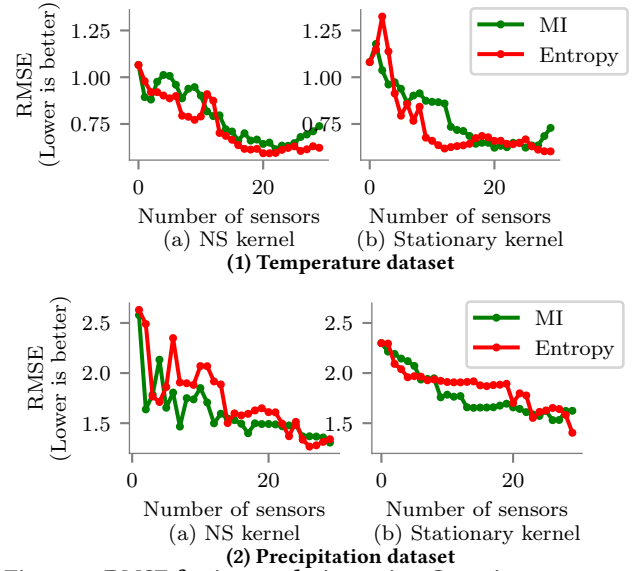 MI
Entropy
RMSE
(Lower is better)
1.25
1.00
0.75
0
20
Number of sensors
(a) NS kernel
1.25
1.00
0.75
0
20
Number of sensors
(b) Stationary kernel
(1) Temperature dataset
MI
Entropy
RMSE
(Lower is better)
2.5
2.0
1.5
0
20
Number of sensors
(a) NS kernel
2.5
2.0
1.5
0
20
Number of sensors
(b) Stationary kernel
(2) Precipitation dataset